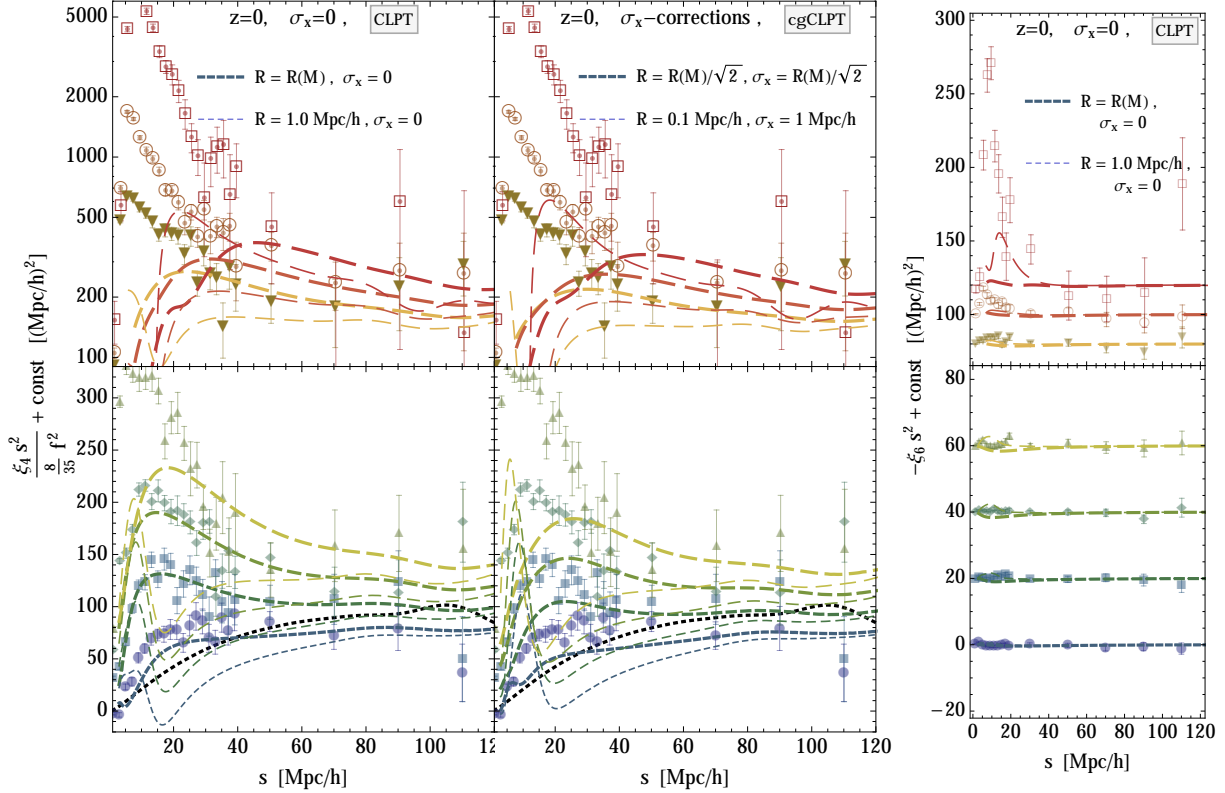 z=0, σx=0 , CLPT
R = R(M) , σx = 0
R = 1.0 Mpc/h , σx = 0
5000
2000
1000
500
200
100
z=0, σx−corrections , cgCLPT
R = R(M)/√2 , σx = R(M)/√2
R = 0.1 Mpc/h , σx = 1 Mpc/h
300
250
200
150
100
50
0
ξ4 s² / (8/35 f²) + const [(Mpc/h)²]
20 40 60 80 100
s [Mpc/h]
20 40 60 80 100 120
s [Mpc/h]
z=0, σx=0 , CLPT
R = R(M) ,
σx = 0
R = 1.0 Mpc/h ,
σx = 0
300
250
200
150
100
80
60
40
20
0
−20
−ξ6 s² + const [(Mpc/h)²]
0 20 40 60 80 100 120
s [Mpc/h]